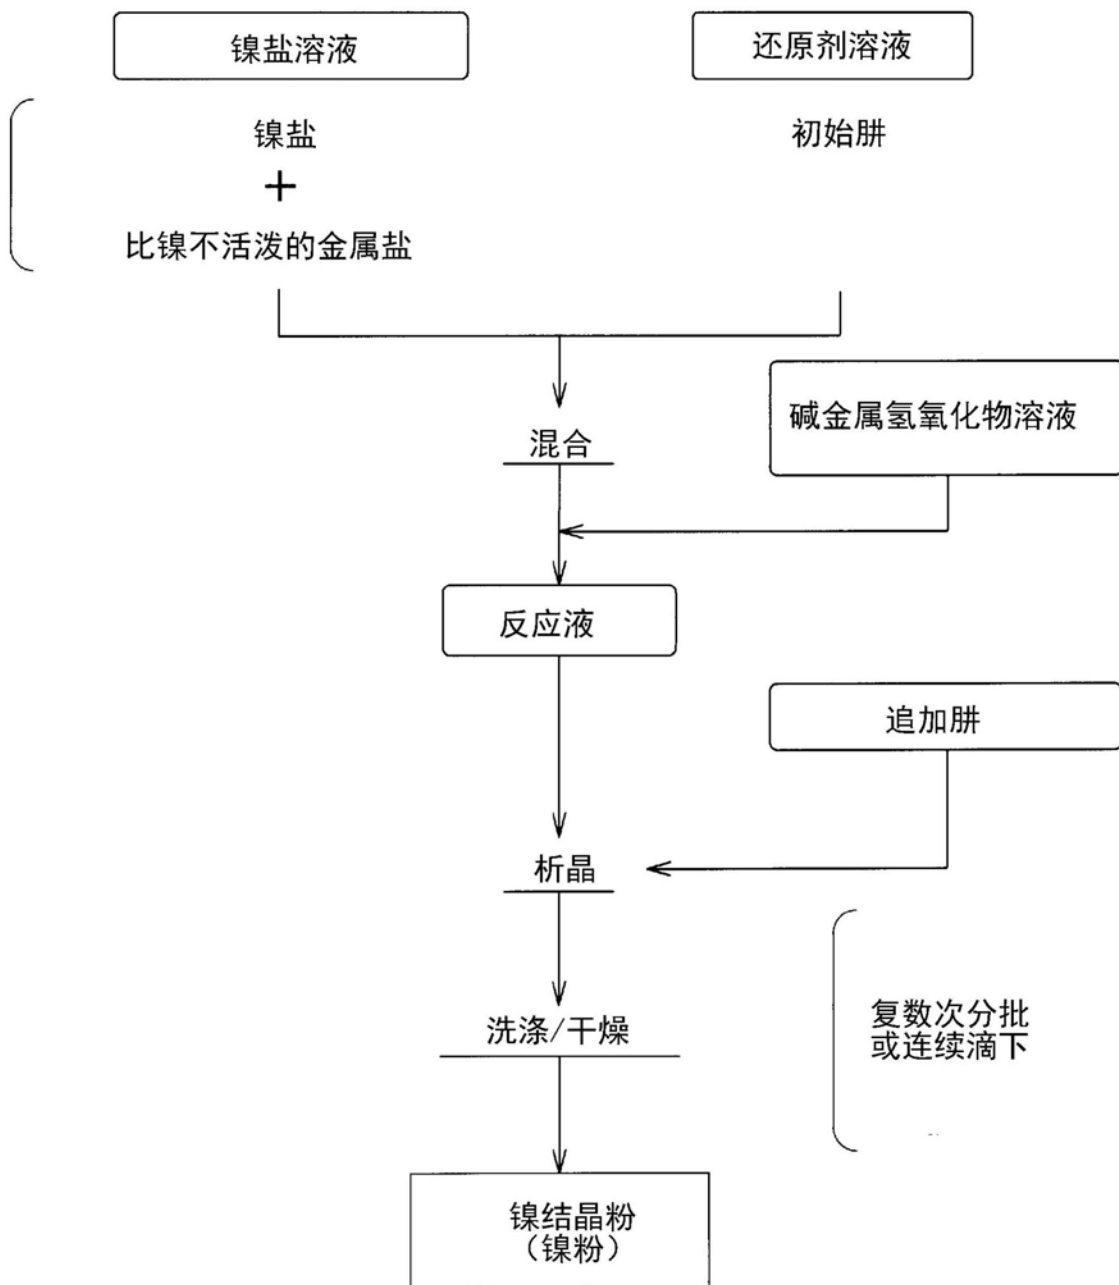 镍盐溶液
还原剂溶液
镍盐
初始肼
+
比镍不活泼的金属盐
碱金属氢氧化物溶液
混合
反应液
追加肼
析晶
复数次分批
或连续滴下
洗涤/干燥
镍结晶粉
（镍粉）